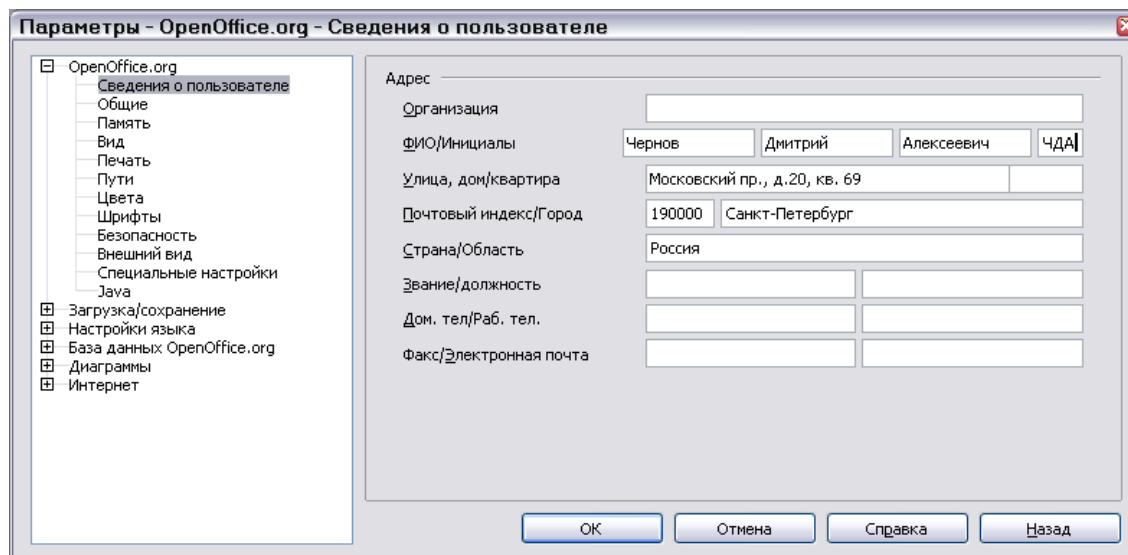 Параметры - OpenOffice.org - Сведения о пользователе
OpenOffice.org
Сведения о пользователе
Общие
Память
Вид
Печать
Пути
Цвета
Шрифты
Безопасность
Внешний вид
Специальные настройки
Java
Загрузка/сохранение
Настройки языка
База данных OpenOffice.org
Диаграммы
Интернет
Адрес
Организация
ФИО/Инициалы Чернов Дмитрий Алексеевич ЧДА
Улица, дом/квартира Московский пр., д.20, кв. 69
Почтовый индекс/Город 190000 Санкт-Петербург
Страна/Область Россия
Звание/должность
Дом. тел/Раб. тел.
Факс/Электронная почта
ОК Отмена Справка Назад